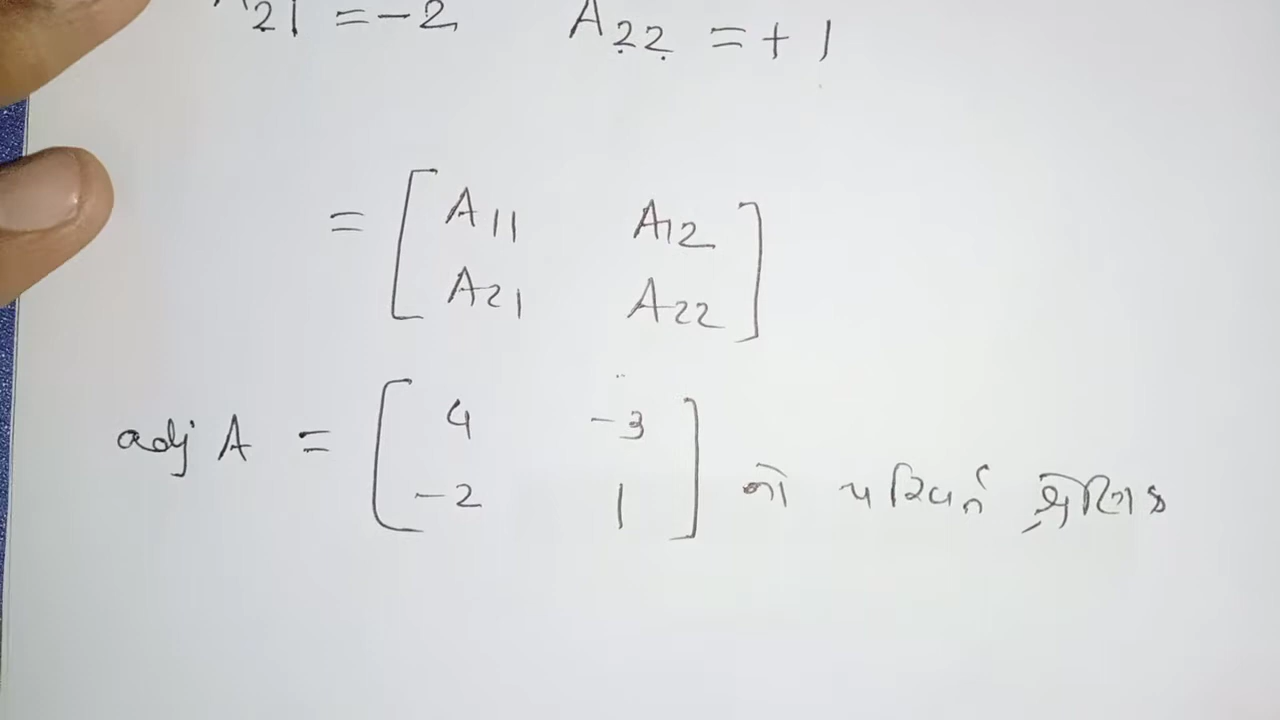 A21 = -2 A22 = +1
= [ A11 A12
A21 A22 ]
adj A = [ 4 -3
-2 1 ] નો પરિવર્ત શ્રેણિક